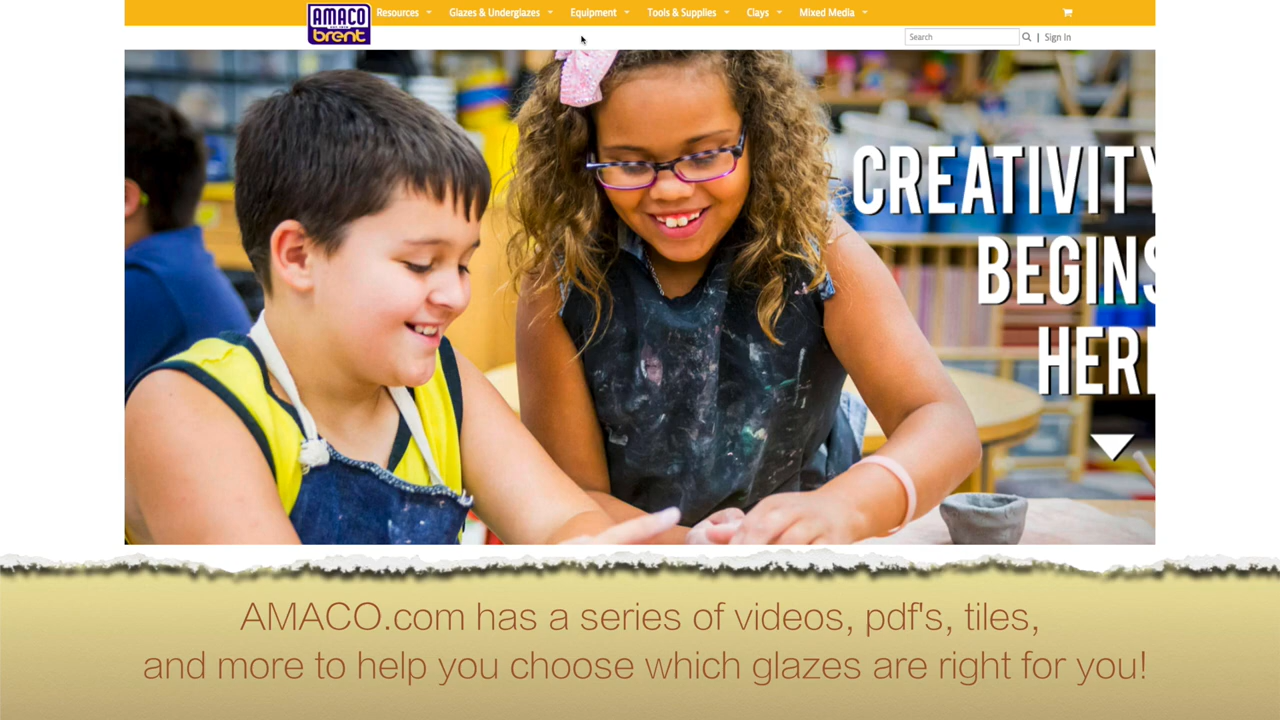 AMACO
brent
Resources Glazes & Underglazes Equipment Tools & Supplies Clays Mixed Media
Search | Sign In
CREATIVITY
BEGINS
HERE
AMACO.com has a series of videos, pdf's, tiles,
and more to help you choose which glazes are right for you!